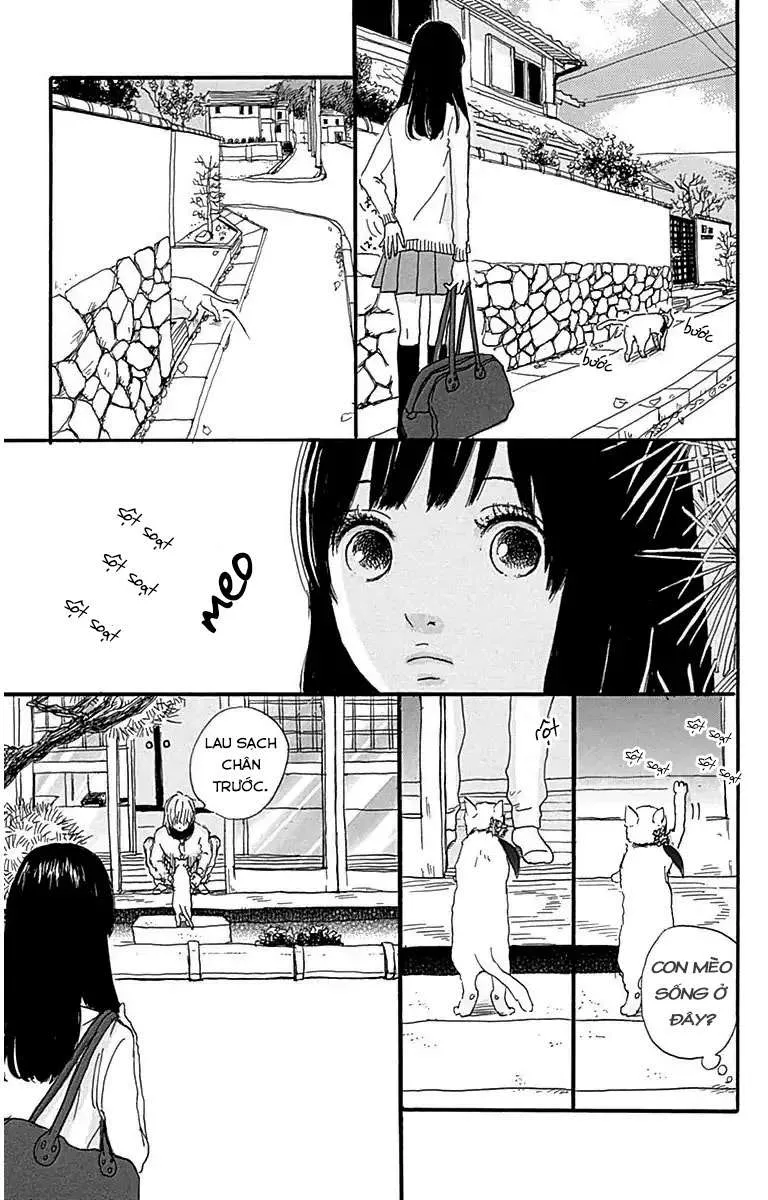 bước
bước
sột soạt
sột soạt
sột soạt
meo
sột soạt
sột soạt
sột soạt
CON MÈO
SỐNG Ở
ĐÂY?
rột
LAU SẠCH
CHÂN
TRƯỚC.